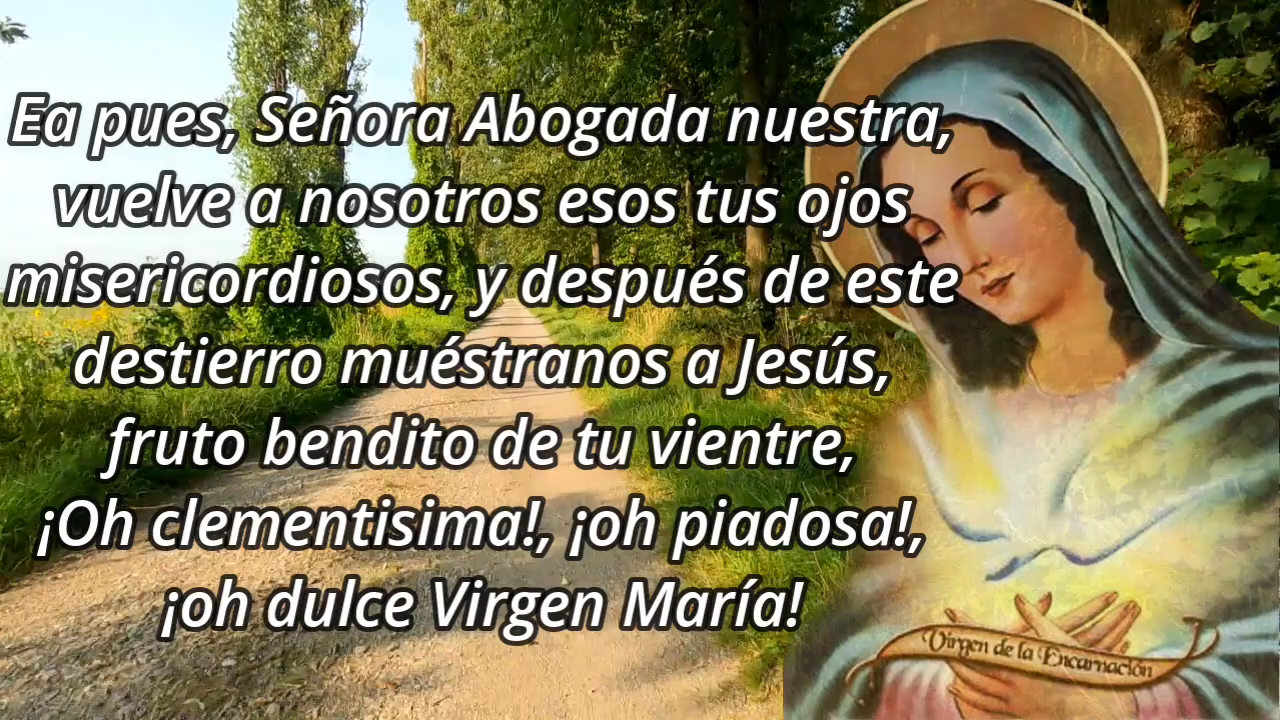 Ea pues, Señora Abogada nuestra,
vuelve a nosotros esos tus ojos
misericordiosos, y después de este
destierro muéstranos a Jesús,
fruto bendito de tu vientre,
¡Oh clementisima!, ¡oh piadosa!,
¡oh dulce Virgen María!
Virgen de la Encarnación